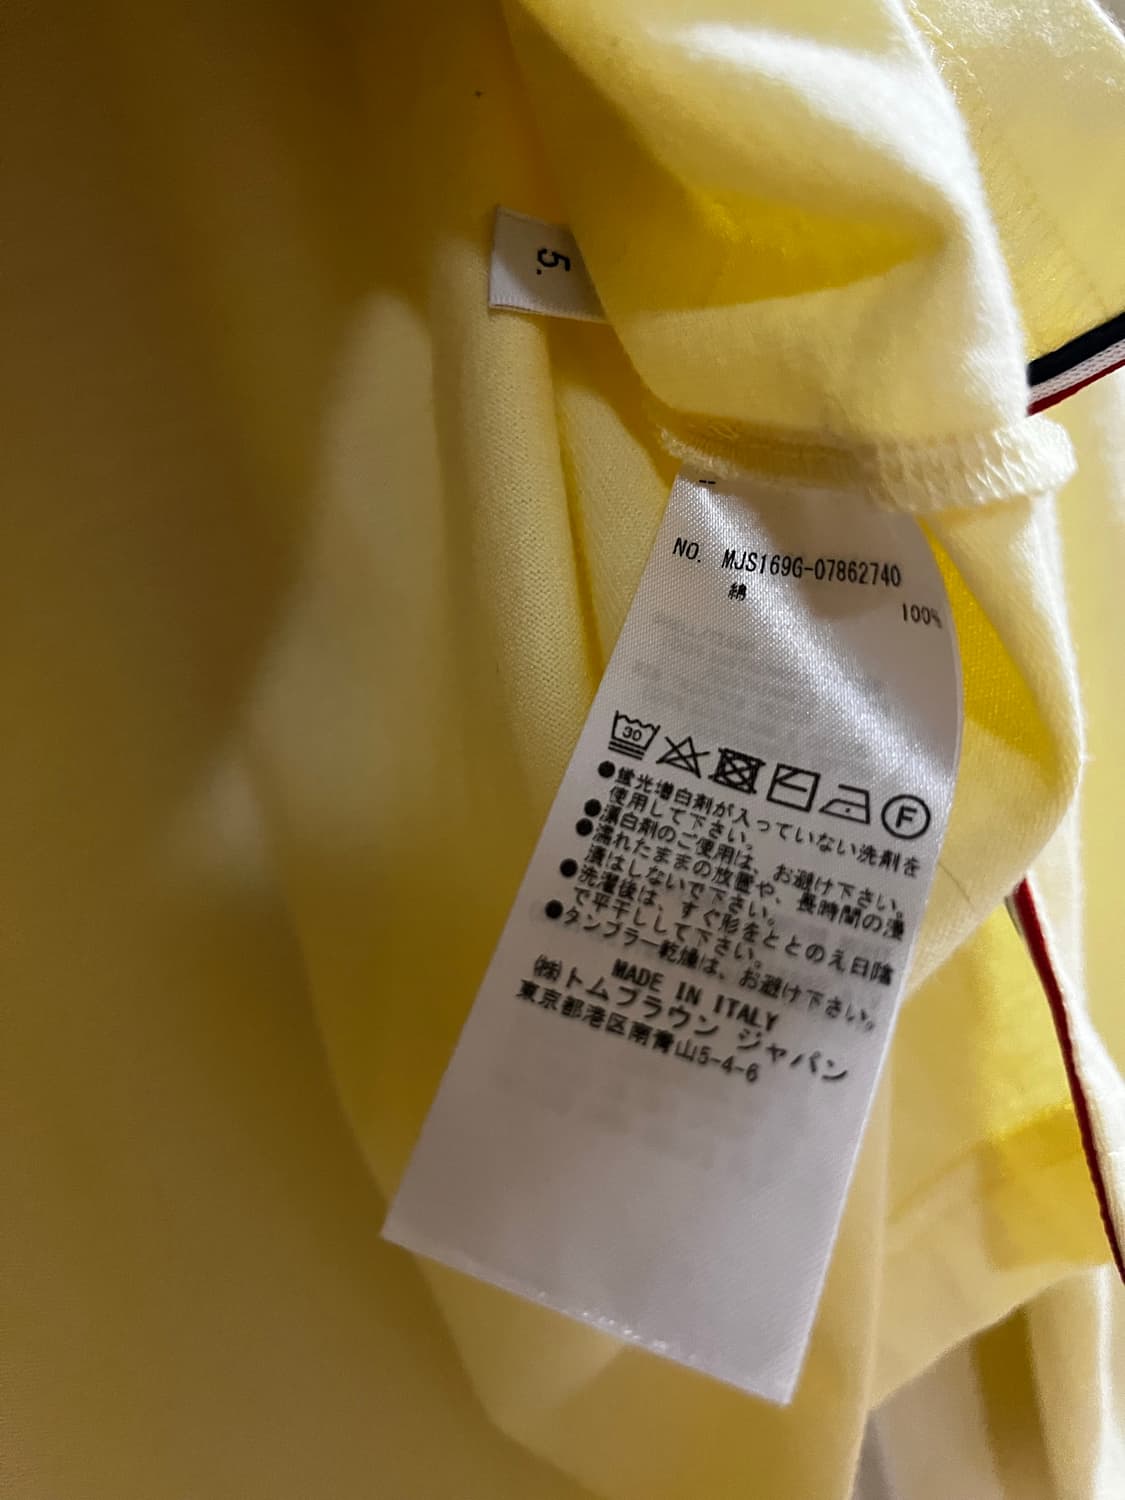 5.
NO. MJS169G-07862740
綿 100%
30
F
●蛍光増白剤が入っていない洗剤を
使用して下さい。
●漂白剤のご使用は、お避け下さい。
●濡れたままの放置や、長時間の浸
漬はしないで下さい。
●洗濯後は、すぐ形をととのえ日陰
で平干しして下さい。
●タンブラー乾燥は、お避け下さい。
MADE IN ITALY
㈱トムブラウン ジャパン
東京都港区南青山5-4-6